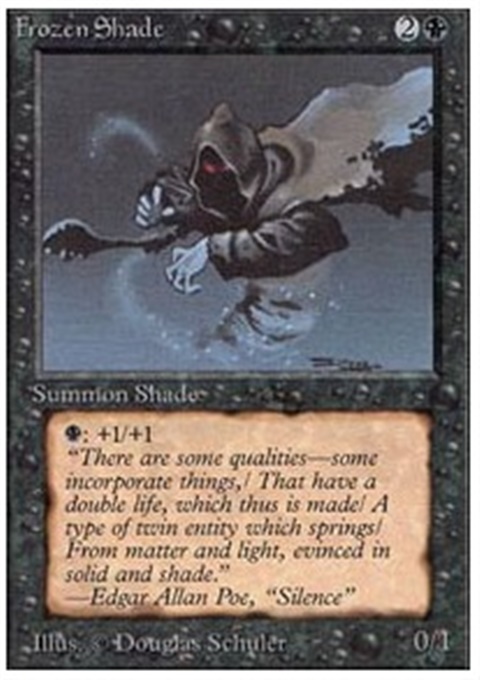 Frozen Shade 2
Summon Shade
: +1/+1
“There are some qualities—some
incorporate things,/ That have a
double life, which thus is made/ A
type of twin entity which springs/
From matter and light, evinced in
solid and shade.”
—Edgar Allan Poe, “Silence”
Illus. © Douglas Schuler 0/1